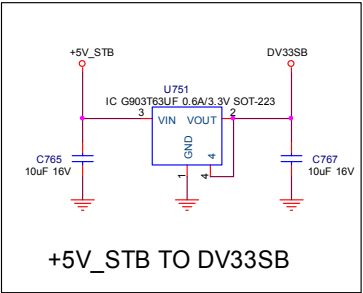 +5V_STB
DV33SB
U751
IC G903T63UF 0.6A/3.3V SOT-223
3
VIN
VOUT
2
GND
4
1
4
C765
10uF 16V
C767
10uF 16V
+5V_STB TO DV33SB